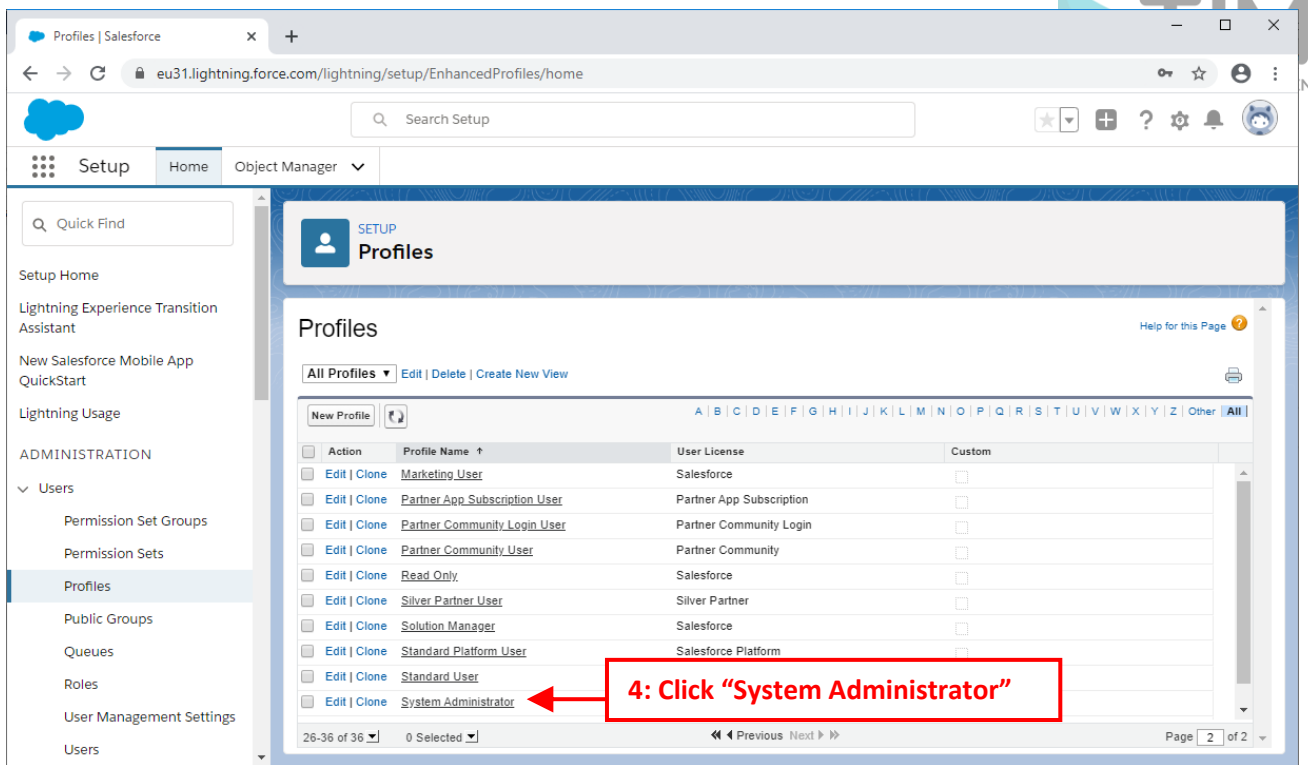 Profiles | Salesforce
eu31.lightning.force.com/lightning/setup/EnhancedProfiles/home
Search Setup
Setup Home Object Manager
Quick Find
Setup Home
Lightning Experience Transition
Assistant
New Salesforce Mobile App
QuickStart
Lightning Usage
ADMINISTRATION
Users
Permission Set Groups
Permission Sets
Profiles
Public Groups
Queues
Roles
User Management Settings
Users
SETUP
Profiles
Profiles
Help for this Page
All Profiles Edit | Delete | Create New View
New Profile A | B | C | D | E | F | G | H | I | J | K | L | M | N | O | P | Q | R | S | T | U | V | W | X | Y | Z | Other All
Action Profile Name ↑ User License Custom
Edit | Clone Marketing User Salesforce
Edit | Clone Partner App Subscription User Partner App Subscription
Edit | Clone Partner Community Login User Partner Community Login
Edit | Clone Partner Community User Partner Community
Edit | Clone Read Only Salesforce
Edit | Clone Silver Partner User Silver Partner
Edit | Clone Solution Manager Salesforce
Edit | Clone Standard Platform User Salesforce Platform
Edit | Clone Standard User
Edit | Clone System Administrator
4: Click “System Administrator”
26-36 of 36 0 Selected Previous Next Page 2 of 2